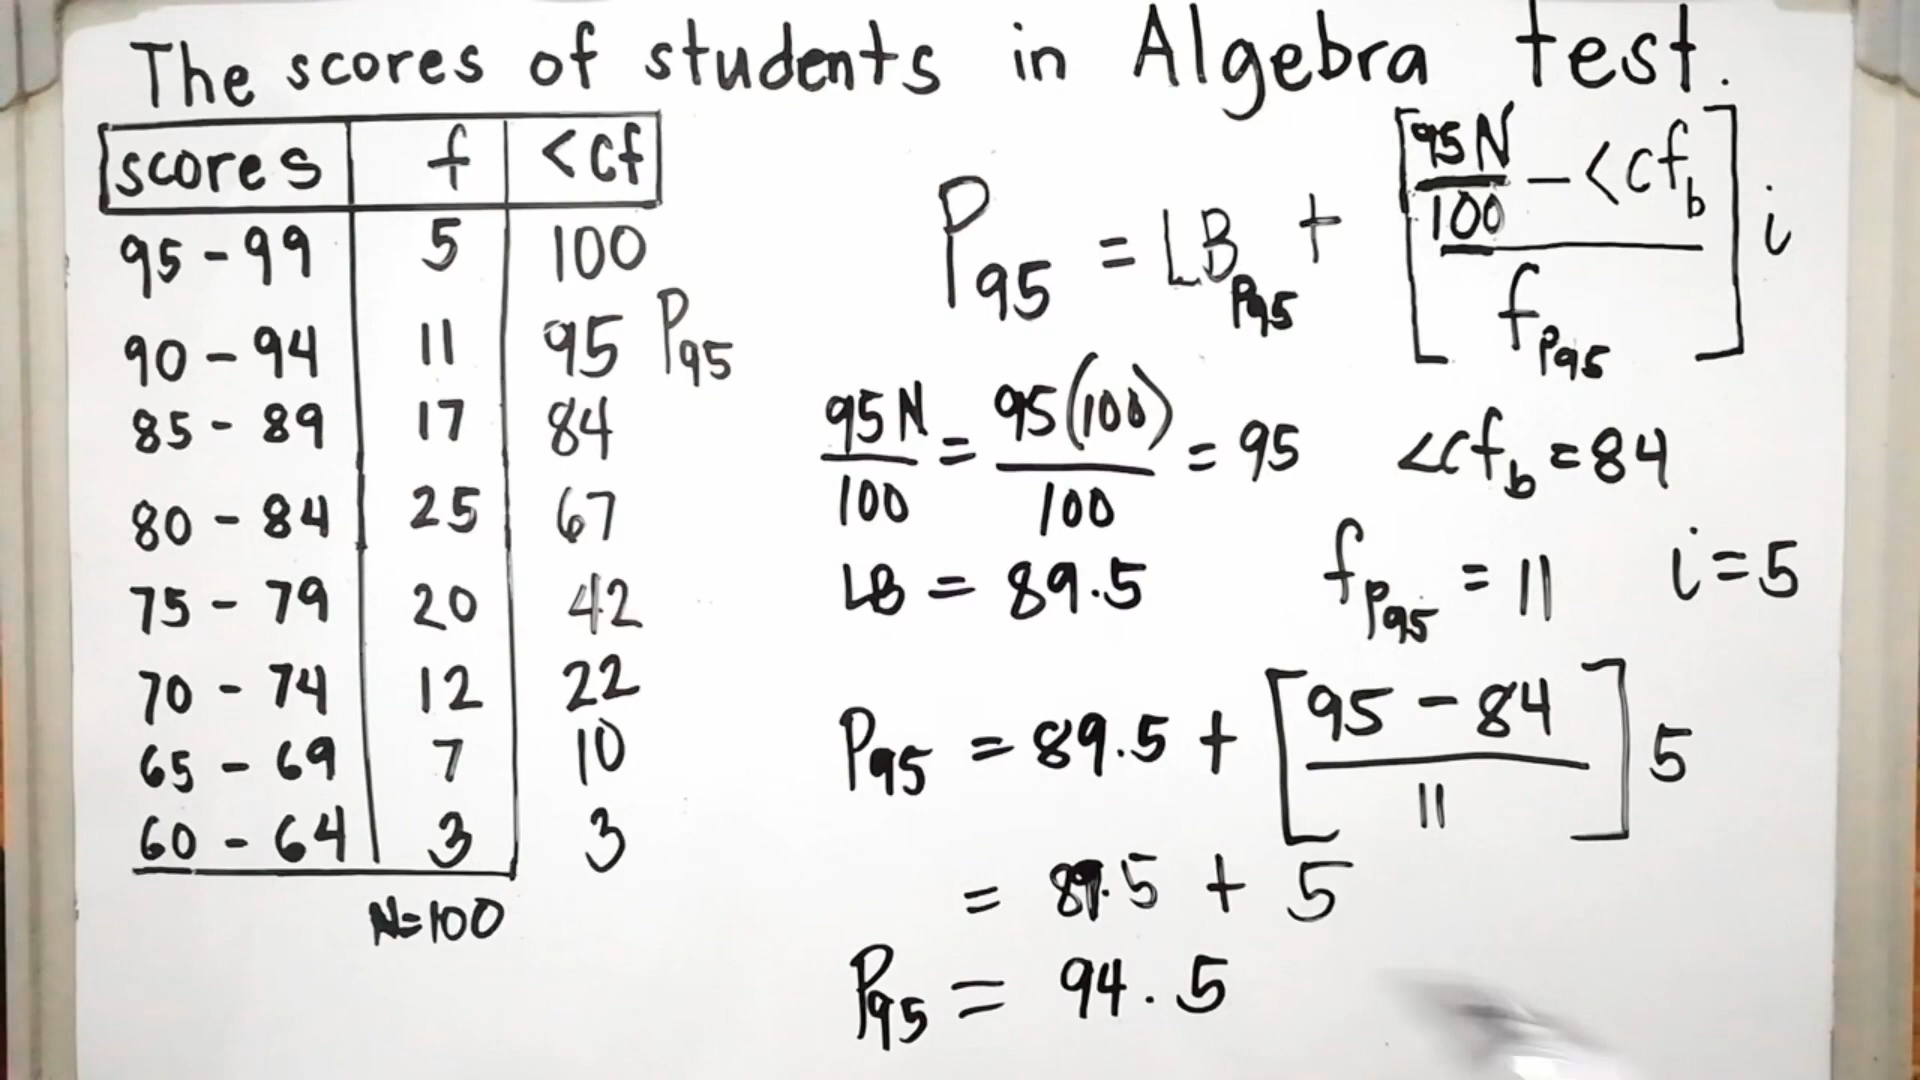 The scores of students in Algebra test.
scores f <cf
95 - 99 5 100
90 - 94 11 95 P95
85 - 89 17 84
80 - 84 25 67
75 - 79 20 42
70 - 74 12 22
65 - 69 7 10
60 - 64 3 3
N=100
P95 = LBP95 + [(95N/100 - <cfb)/fP95] i
95N/100 = 95(100)/100 = 95 <cfb = 84
LB = 89.5 fP95 = 11 i = 5
P95 = 89.5 + [(95 - 84)/11] 5
= 89.5 + 5
P95 = 94.5